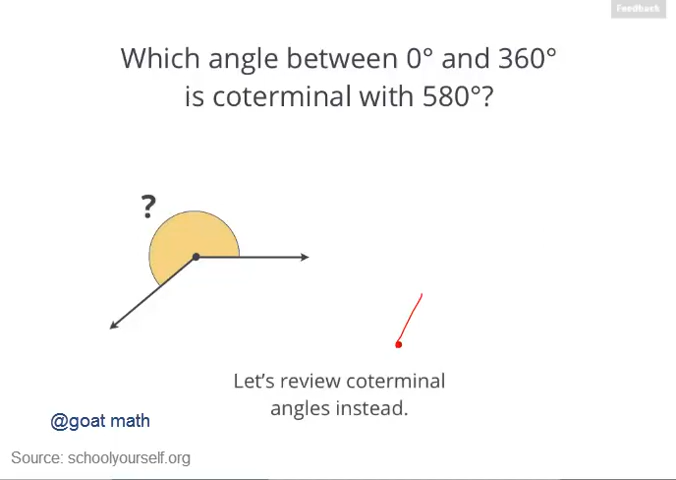 Feedback
Which angle between 0° and 360°
is coterminal with 580°?
?
Let's review coterminal
angles instead.
@goat math
Source: schoolyourself.org